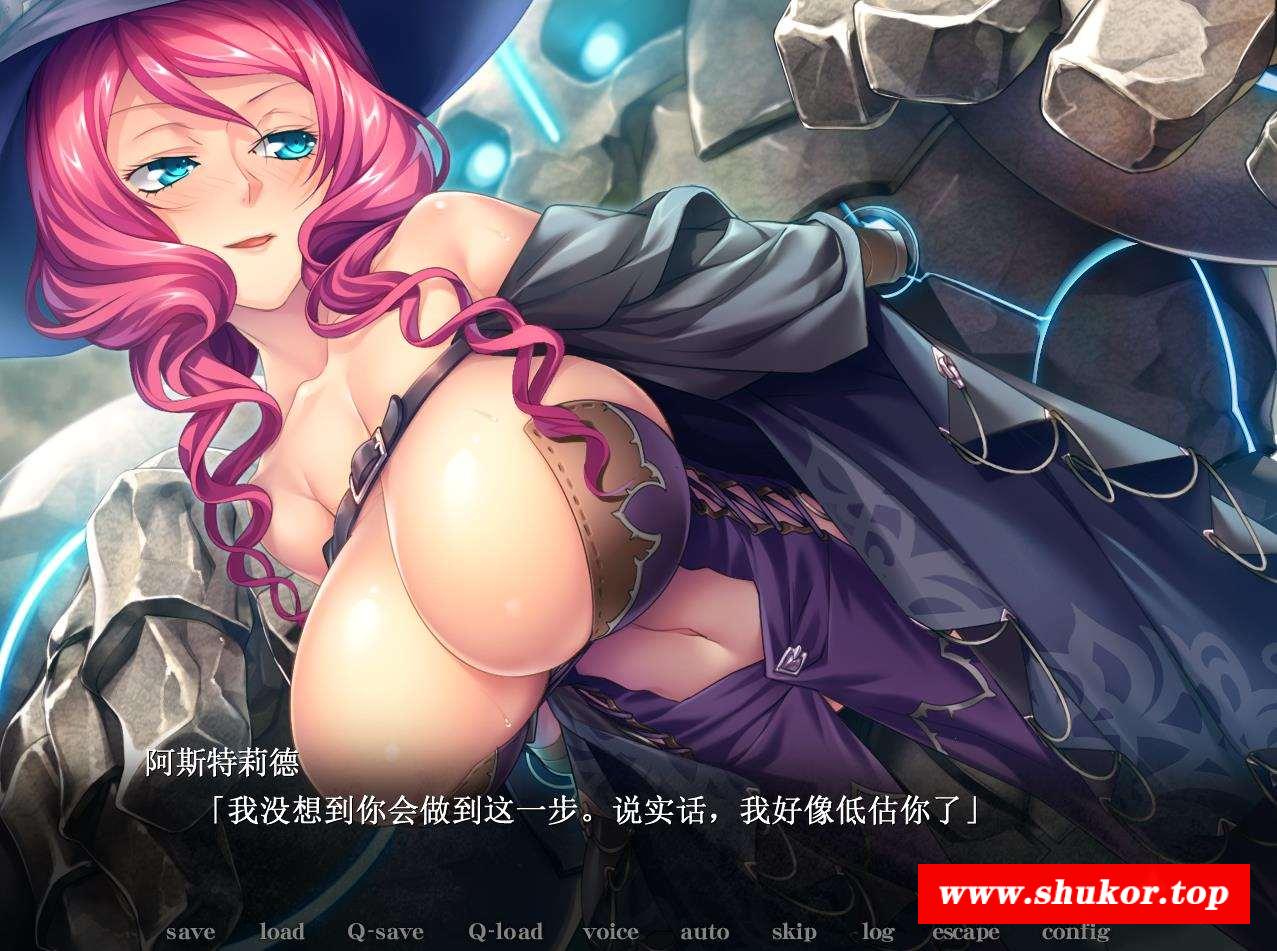 阿斯特莉德
「我没想到你会做到这一步。说实话，我好像低估你了」
www.shukor.top
save load Q-save Q-load voice auto skip log escape config